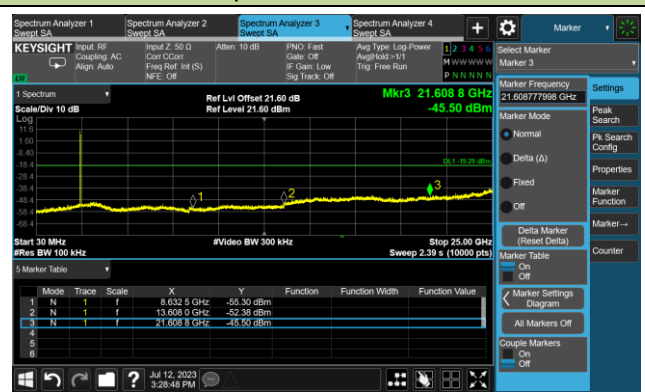 Spectrum Analyzer 1
Swept SA
Spectrum Analyzer 2
Swept SA
Spectrum Analyzer 3
Swept SA
Spectrum Analyzer 4
Swept SA
+
Marker
KEYSIGHT
Input: RF
Coupling: AC
Align: Auto
Input Z: 50 Ω
Corr CCorr
Freq Ref: Int (S)
NFE: Off
Atten: 10 dB
PNO: Fast
Gate: Off
IF Gain: Low
Sig Track: Off
Avg Type: Log-Power
Avg|Hold:>1/1
Trig: Free Run
1 2 3 4 5 6
M W W W W W
P N N N N N
LXI
Select Marker
Marker 3
1 Spectrum
Scale/Div 10 dB
Log
Ref Lvl Offset 21.60 dB
Ref Level 21.60 dBm
Mkr3 21.608 8 GHz
-45.50 dBm
11.6
1.60
-8.40
-18.4
-28.4
-38.4
-48.4
-58.4
-68.4
DL1 -19.29 dBm
1
2
3
Start 30 MHz
#Res BW 100 kHz
#Video BW 300 kHz
Stop 25.00 GHz
Sweep 2.39 s (10000 pts)
5 Marker Table
Mode Trace Scale X Y Function Function Width Function Value
1 N 1 f 8.632 5 GHz -55.30 dBm
2 N 1 f 13.608 0 GHz -52.38 dBm
3 N 1 f 21.608 8 GHz -45.50 dBm
4
5
6
Marker Frequency
21.608777998 GHz
Marker Mode
Normal
Delta (Δ)
Fixed
Off
Delta Marker
(Reset Delta)
Marker Table
On
Off
Marker Settings
Diagram
All Markers Off
Couple Markers
On
Off
Settings
Peak
Search
Pk Search
Config
Properties
Marker
Function
Marker→
Counter
?
Jul 12, 2023
3:28:48 PM